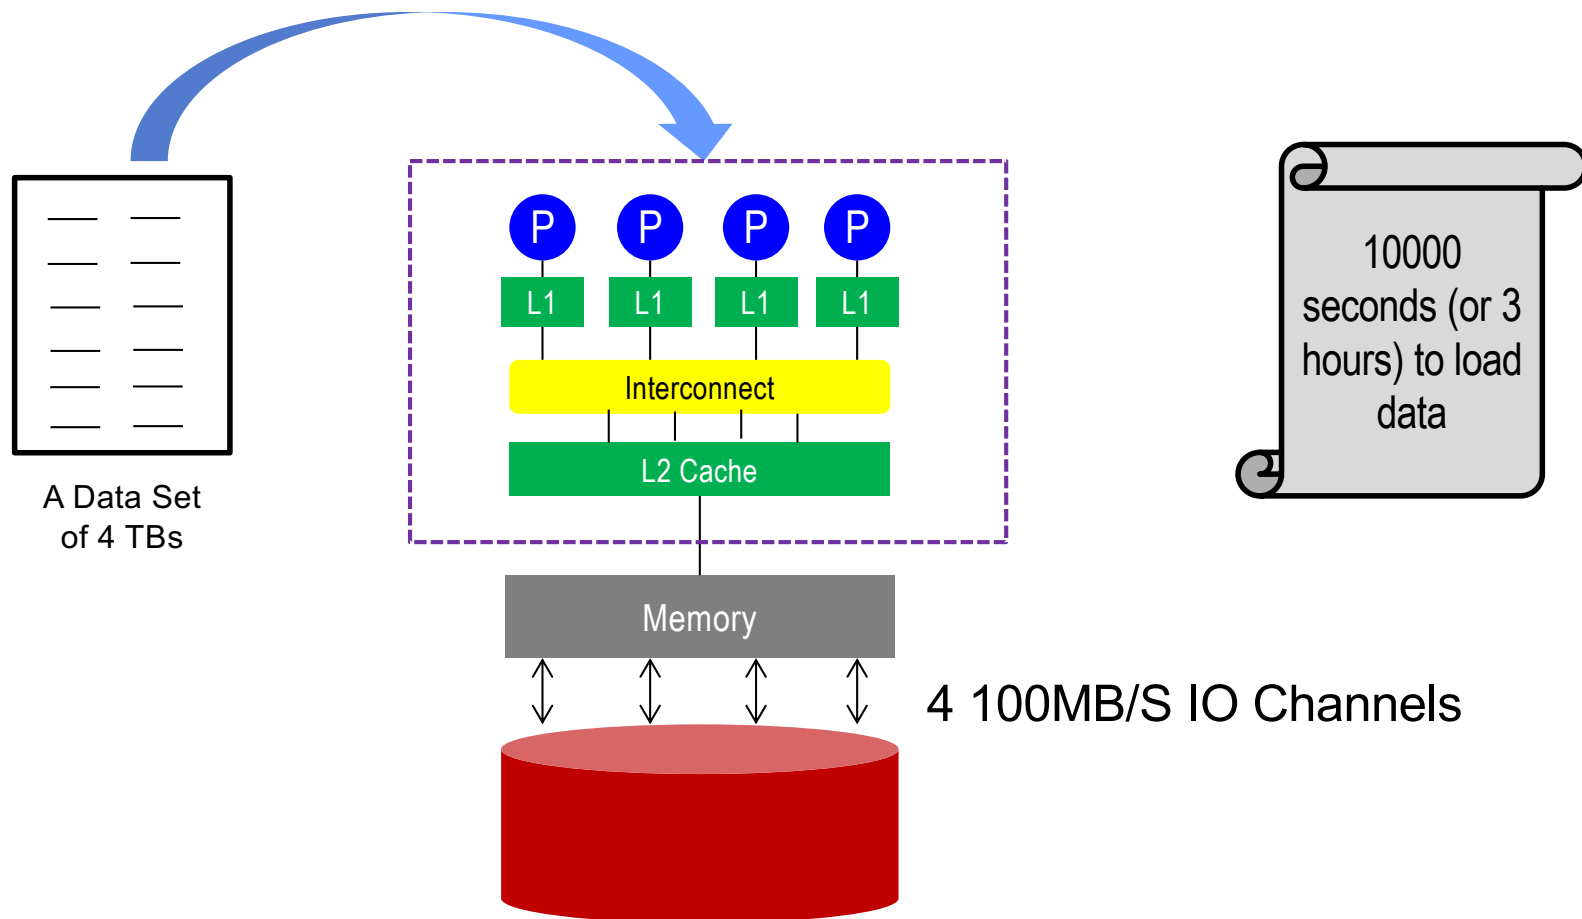 P P P P
L1 L1 L1 L1
Interconnect
L2 Cache
A Data Set
of 4 TBs
Memory
4 100MB/S IO Channels
10000
seconds (or 3
hours) to load
data